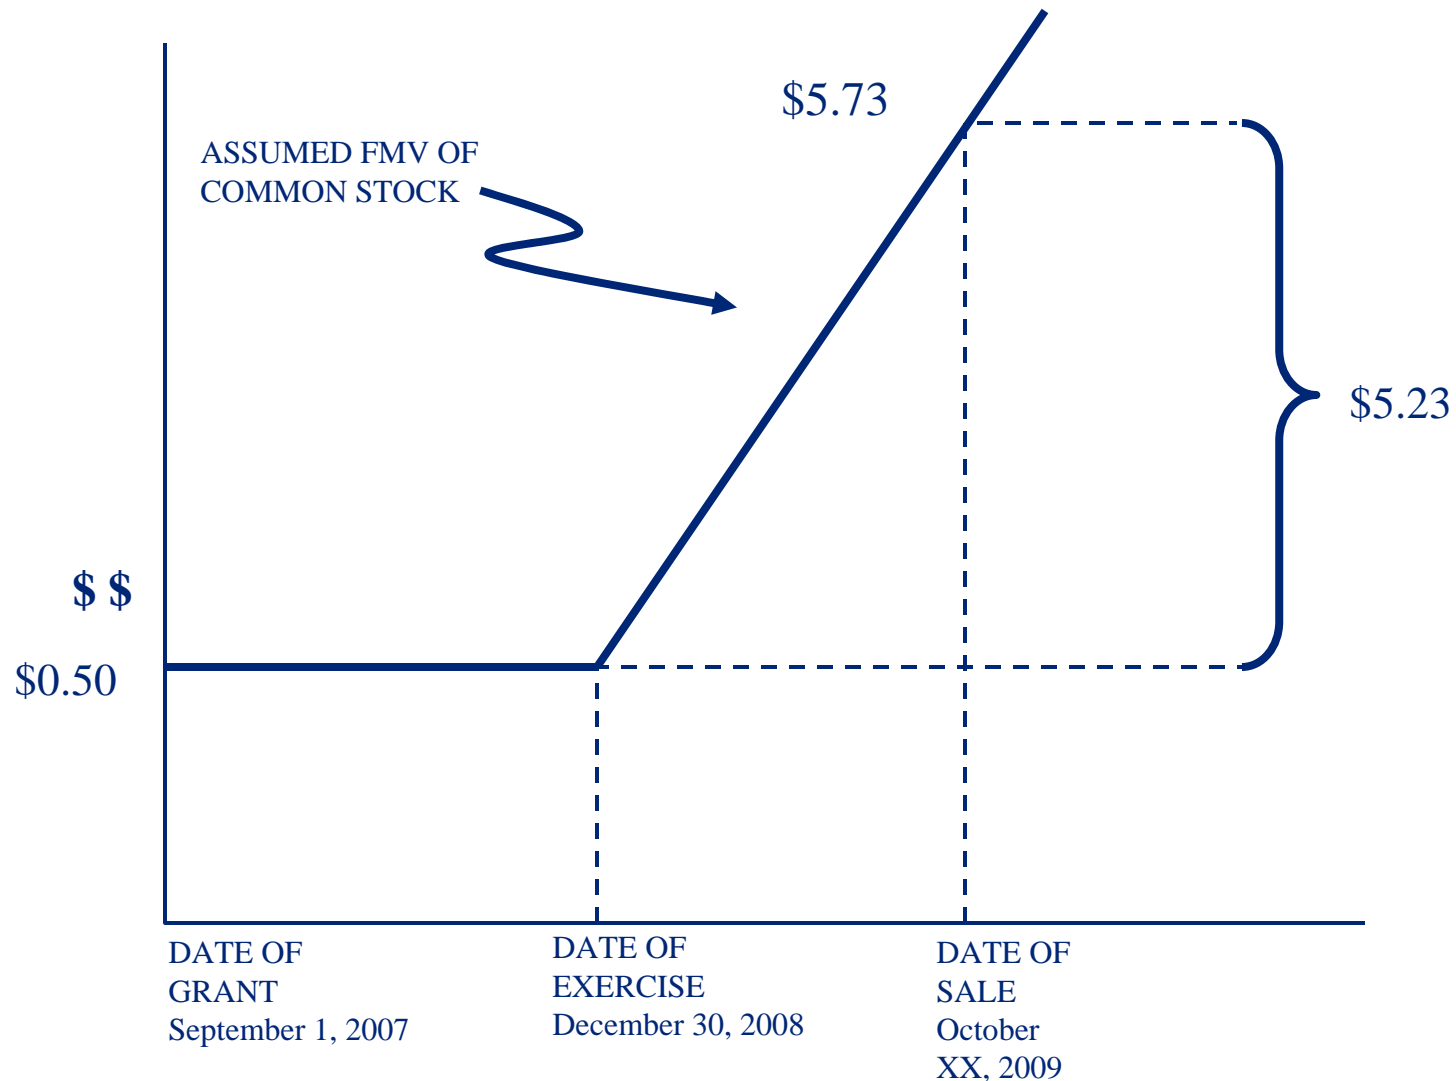 $5.73
ASSUMED FMV OF
COMMON STOCK
$5.23
$ $
$0.50
DATE OF
GRANT
September 1, 2007
DATE OF
EXERCISE
December 30, 2008
DATE OF
SALE
October
XX, 2009